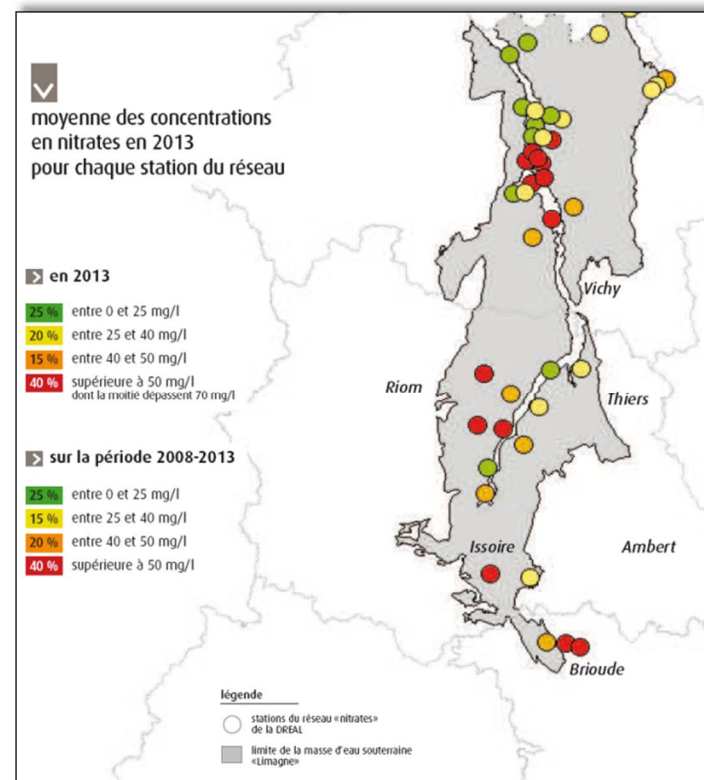 moyenne des concentrations
en nitrates en 2013
pour chaque station du réseau
en 2013
25 % entre 0 et 25 mg/l
20 % entre 25 et 40 mg/l
15 % entre 40 et 50 mg/l
40 % supérieure à 50 mg/l
dont la moitié dépassent 70 mg/l
sur la période 2008-2013
25 % entre 0 et 25 mg/l
15 % entre 25 et 40 mg/l
20 % entre 40 et 50 mg/l
40 % supérieure à 50 mg/l
Vichy
Riom
Thiers
Issoire
Ambert
Brioude
légende
stations du réseau «nitrates»
de la DREAL
limite de la masse d'eau souterraine
«Limagne»